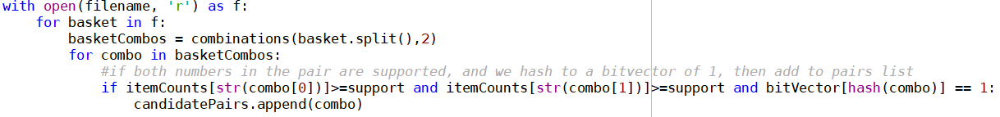 with open(filename, 'r') as f:
    for basket in f:
        basketCombos = combinations(basket.split(),2)
        for combo in basketCombos:
            #if both numbers in the pair are supported, and we hash to a bitvector of 1, then add to pairs list
            if itemCounts[str(combo[0])]>=support and itemCounts[str(combo[1])]>=support and bitVector[hash(combo)] == 1:
                candidatePairs.append(combo)